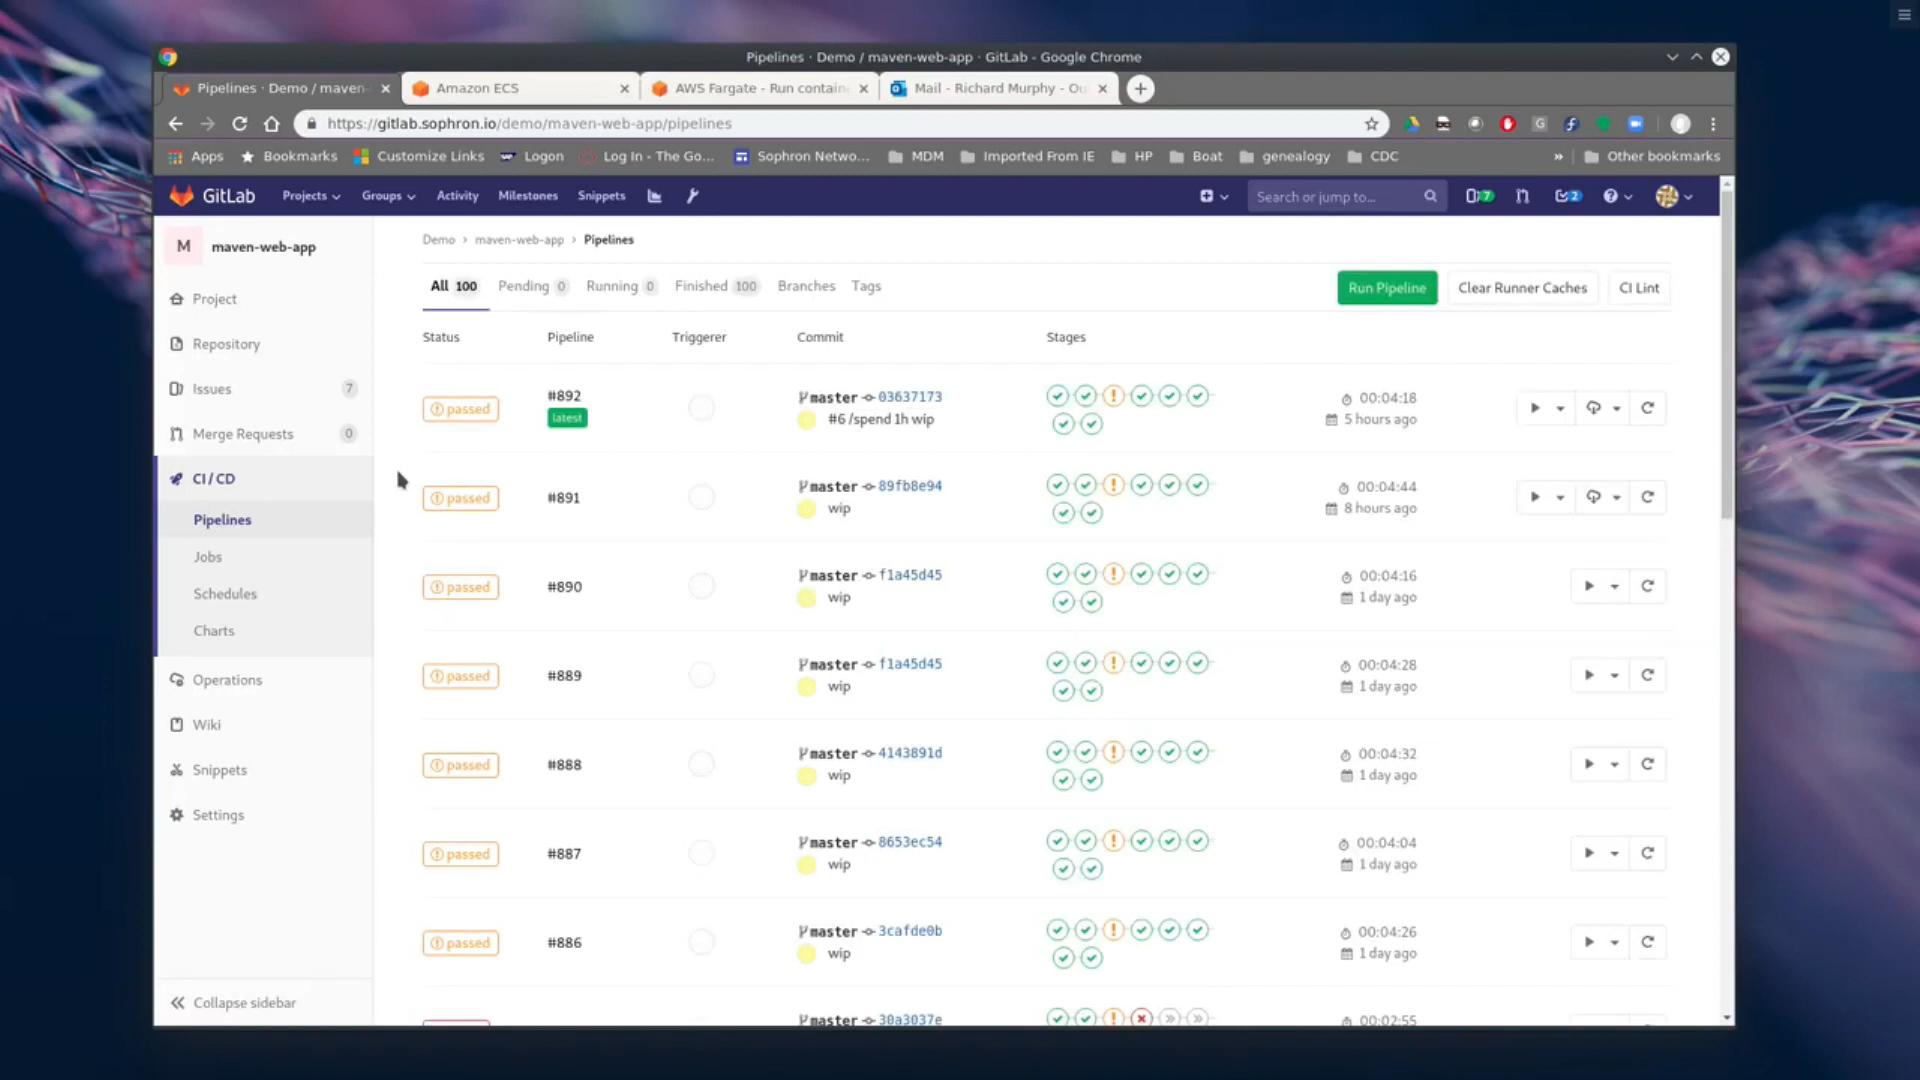 Pipelines · Demo / maven-web-app · GitLab - Google Chrome
Pipelines · Demo / maven-
Amazon ECS
AWS Fargate - Run contain
Mail - Richard Murphy - Ou
https://gitlab.sophron.io/demo/maven-web-app/pipelines
Apps Bookmarks Customize Links Logon Log In - The Go... Sophron Netwo... MDM Imported From IE HP Boat genealogy CDC » Other bookmarks
GitLab Projects Groups Activity Milestones Snippets Search or jump to... 7 2
M maven-web-app
Project
Repository
Issues 7
Merge Requests 0
CI / CD
Pipelines
Jobs
Schedules
Charts
Operations
Wiki
Snippets
Settings
Collapse sidebar
Demo > maven-web-app > Pipelines
All 100 Pending 0 Running 0 Finished 100 Branches Tags Run Pipeline Clear Runner Caches CI Lint
Status Pipeline Triggerer Commit Stages
passed #892 master 03637173 00:04:18
latest #6 /spend 1h wip 5 hours ago
passed #891 master 89fb8e94 00:04:44
wip 8 hours ago
passed #890 master f1a45d45 00:04:16
wip 1 day ago
passed #889 master f1a45d45 00:04:28
wip 1 day ago
passed #888 master 4143891d 00:04:32
wip 1 day ago
passed #887 master 8653ec54 00:04:04
wip 1 day ago
passed #886 master 3cafde0b 00:04:26
wip 1 day ago
master 30a3037e 00:02:55